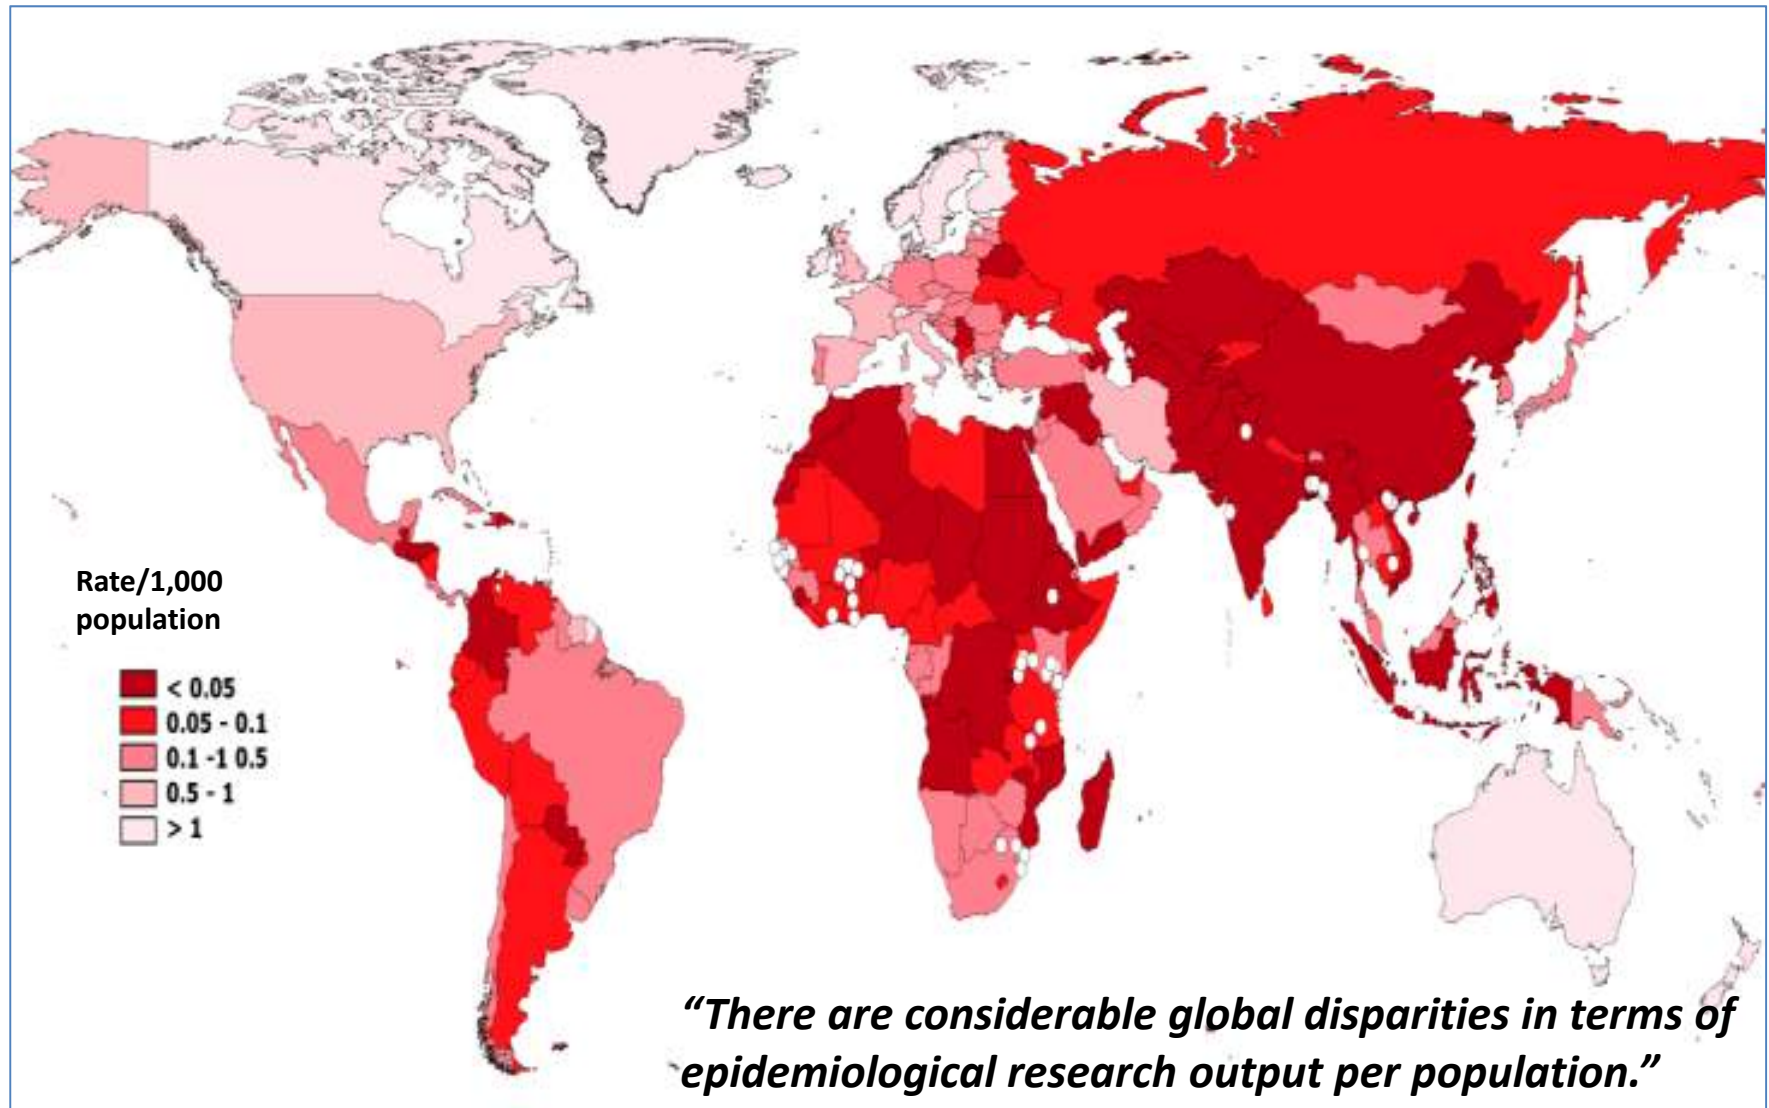 Rate/1,000
population
< 0.05
0.05 - 0.1
0.1 -1 0.5
0.5 - 1
> 1
“There are considerable global disparities in terms of
epidemiological research output per population.”